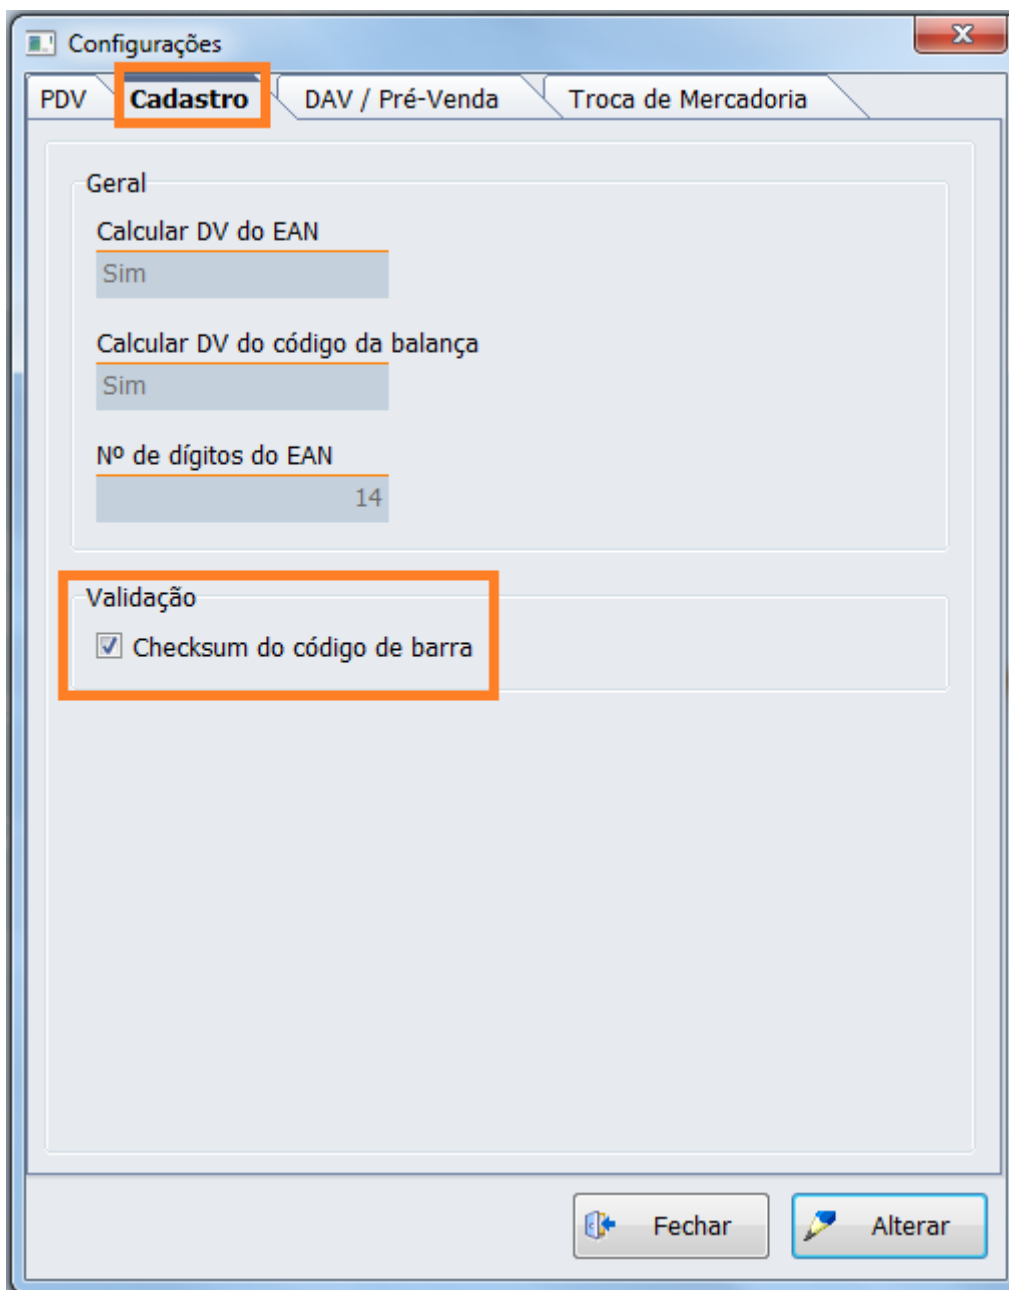 Configurações
PDV Cadastro DAV / Pré-Venda Troca de Mercadoria
Geral
Calcular DV do EAN
Sim
Calcular DV do código da balança
Sim
Nº de dígitos do EAN
14
Validação
Checksum do código de barra
Fechar Alterar